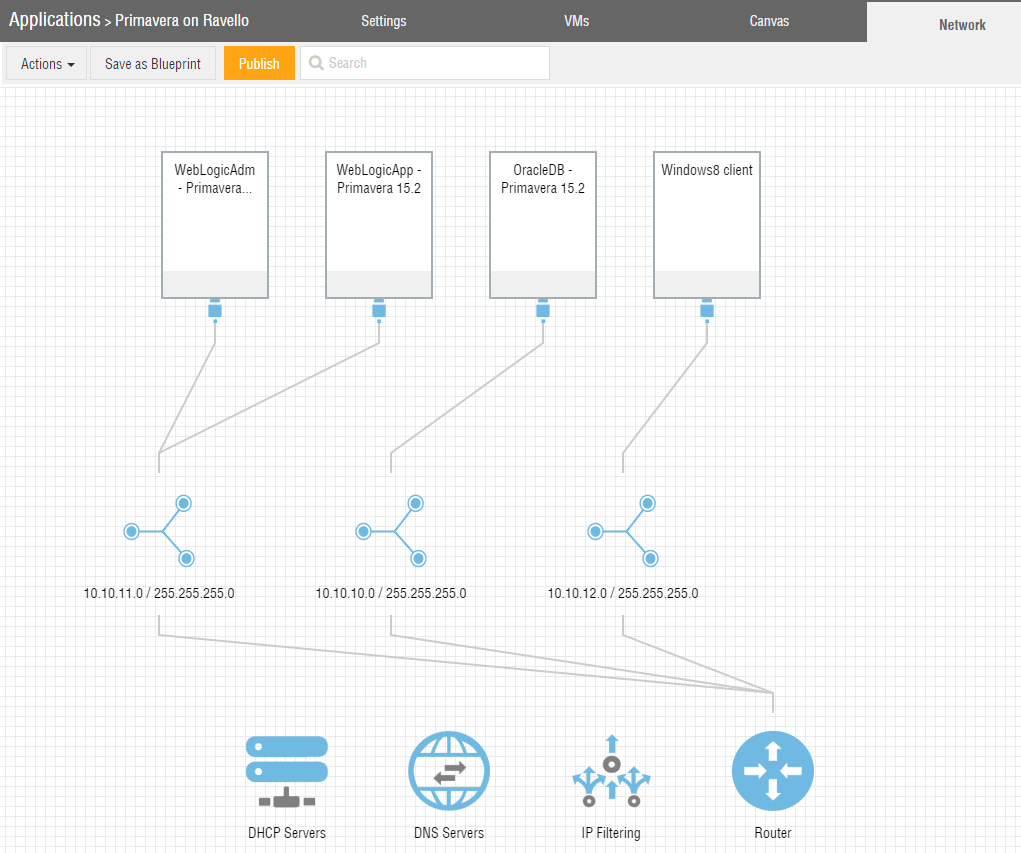 Applications > Primavera on Ravello Settings VMs Canvas Network
Actions Save as Blueprint Publish Search
WebLogicAdm
- Primavera...
WebLogicApp -
Primavera 15.2
OracleDB -
Primavera 15.2
Windows8 client
10.10.11.0 / 255.255.255.0 10.10.10.0 / 255.255.255.0 10.10.12.0 / 255.255.255.0
DHCP Servers DNS Servers IP Filtering Router